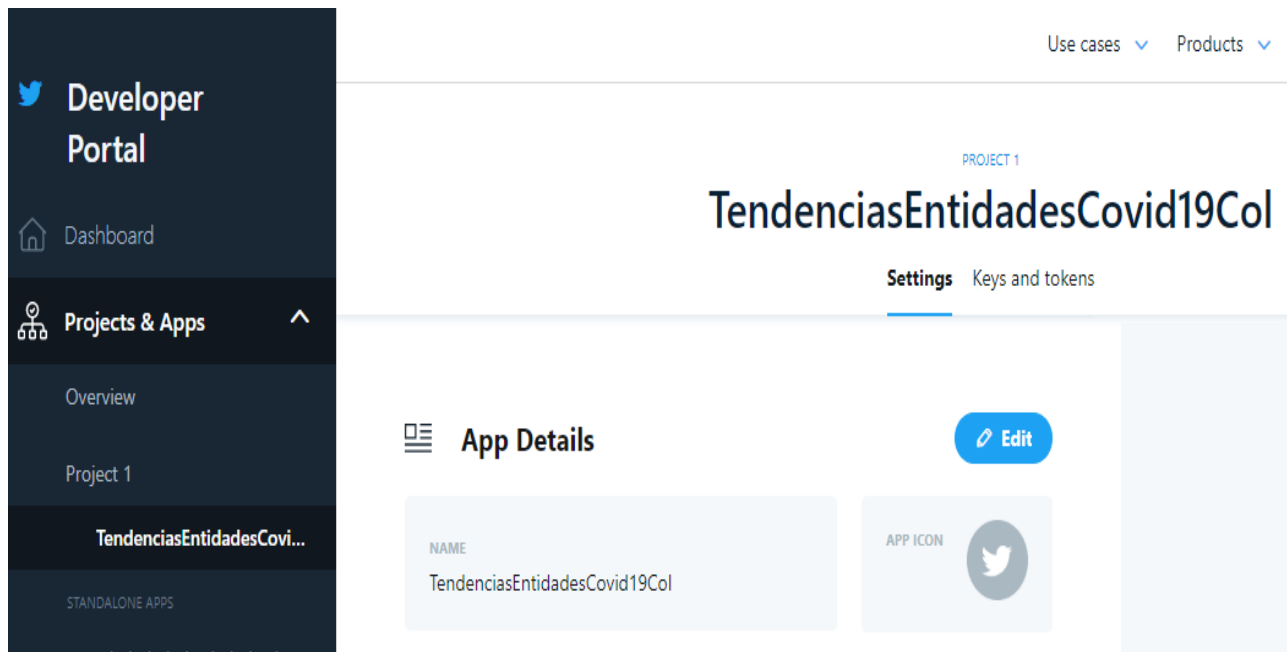 Developer
Portal
Dashboard
Projects & Apps
Overview
Project 1
TendenciasEntidadesCovi...
STANDALONE APPS
Use cases
Products
PROJECT 1
TendenciasEntidadesCovid19Col
Settings
Keys and tokens
App Details
Edit
NAME
TendenciasEntidadesCovid19Col
APP ICON